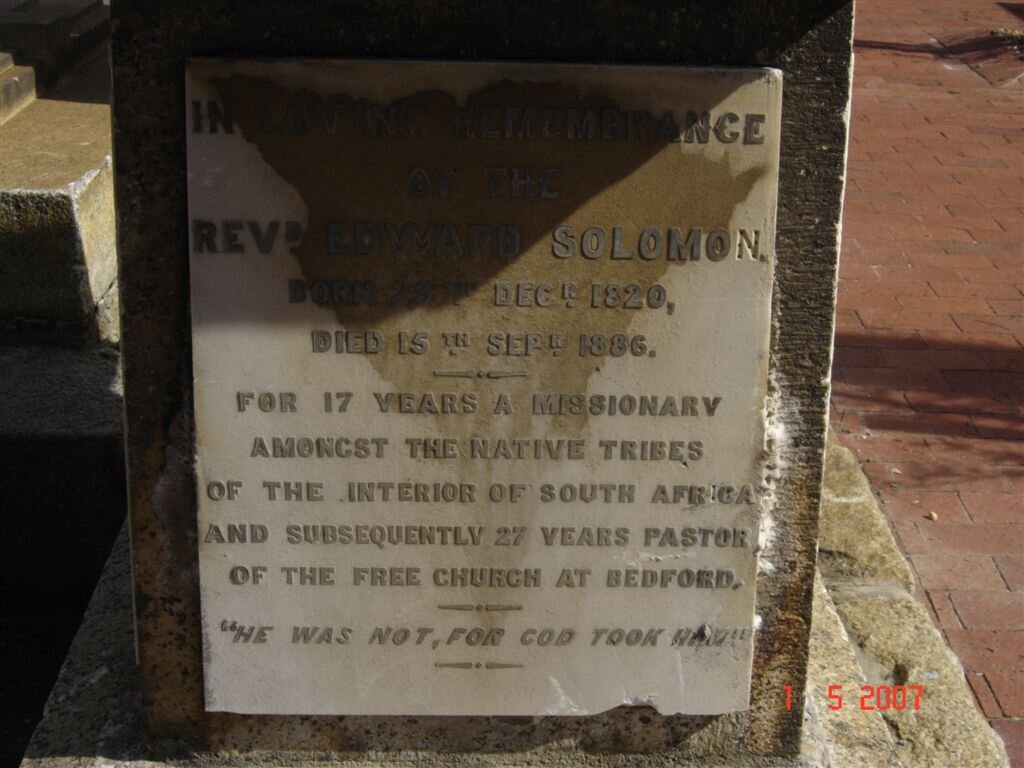 IN LOVING REMEMBRANCE
OF THE
REVD EDWARD SOLOMON.
BORN TH DECR 1820,
DIED 15TH SEPR 1886.
FOR 17 YEARS A MISSIONARY
AMONGST THE NATIVE TRIBES
OF THE INTERIOR OF SOUTH AFRICA
AND SUBSEQUENTLY 27 YEARS PASTOR
OF THE FREE CHURCH AT BEDFORD.
"HE WAS NOT, FOR GOD TOOK HIM"
1 5 2007